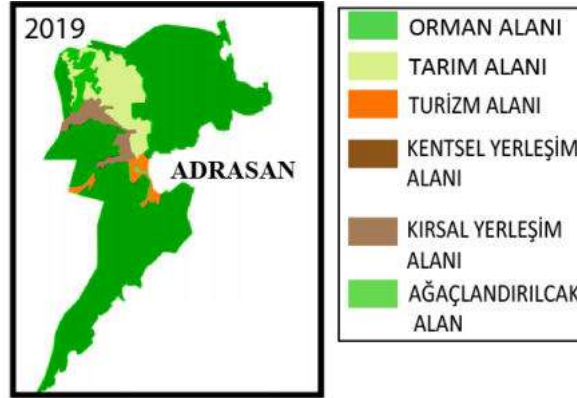 2019
ADRASAN
ORMAN ALANI
TARIM ALANI
TURİZM ALANI
KENTSEL YERLEŞİM
ALANI
KIRSAL YERLEŞİM
ALANI
AĞAÇLANDIRILCAK
ALAN